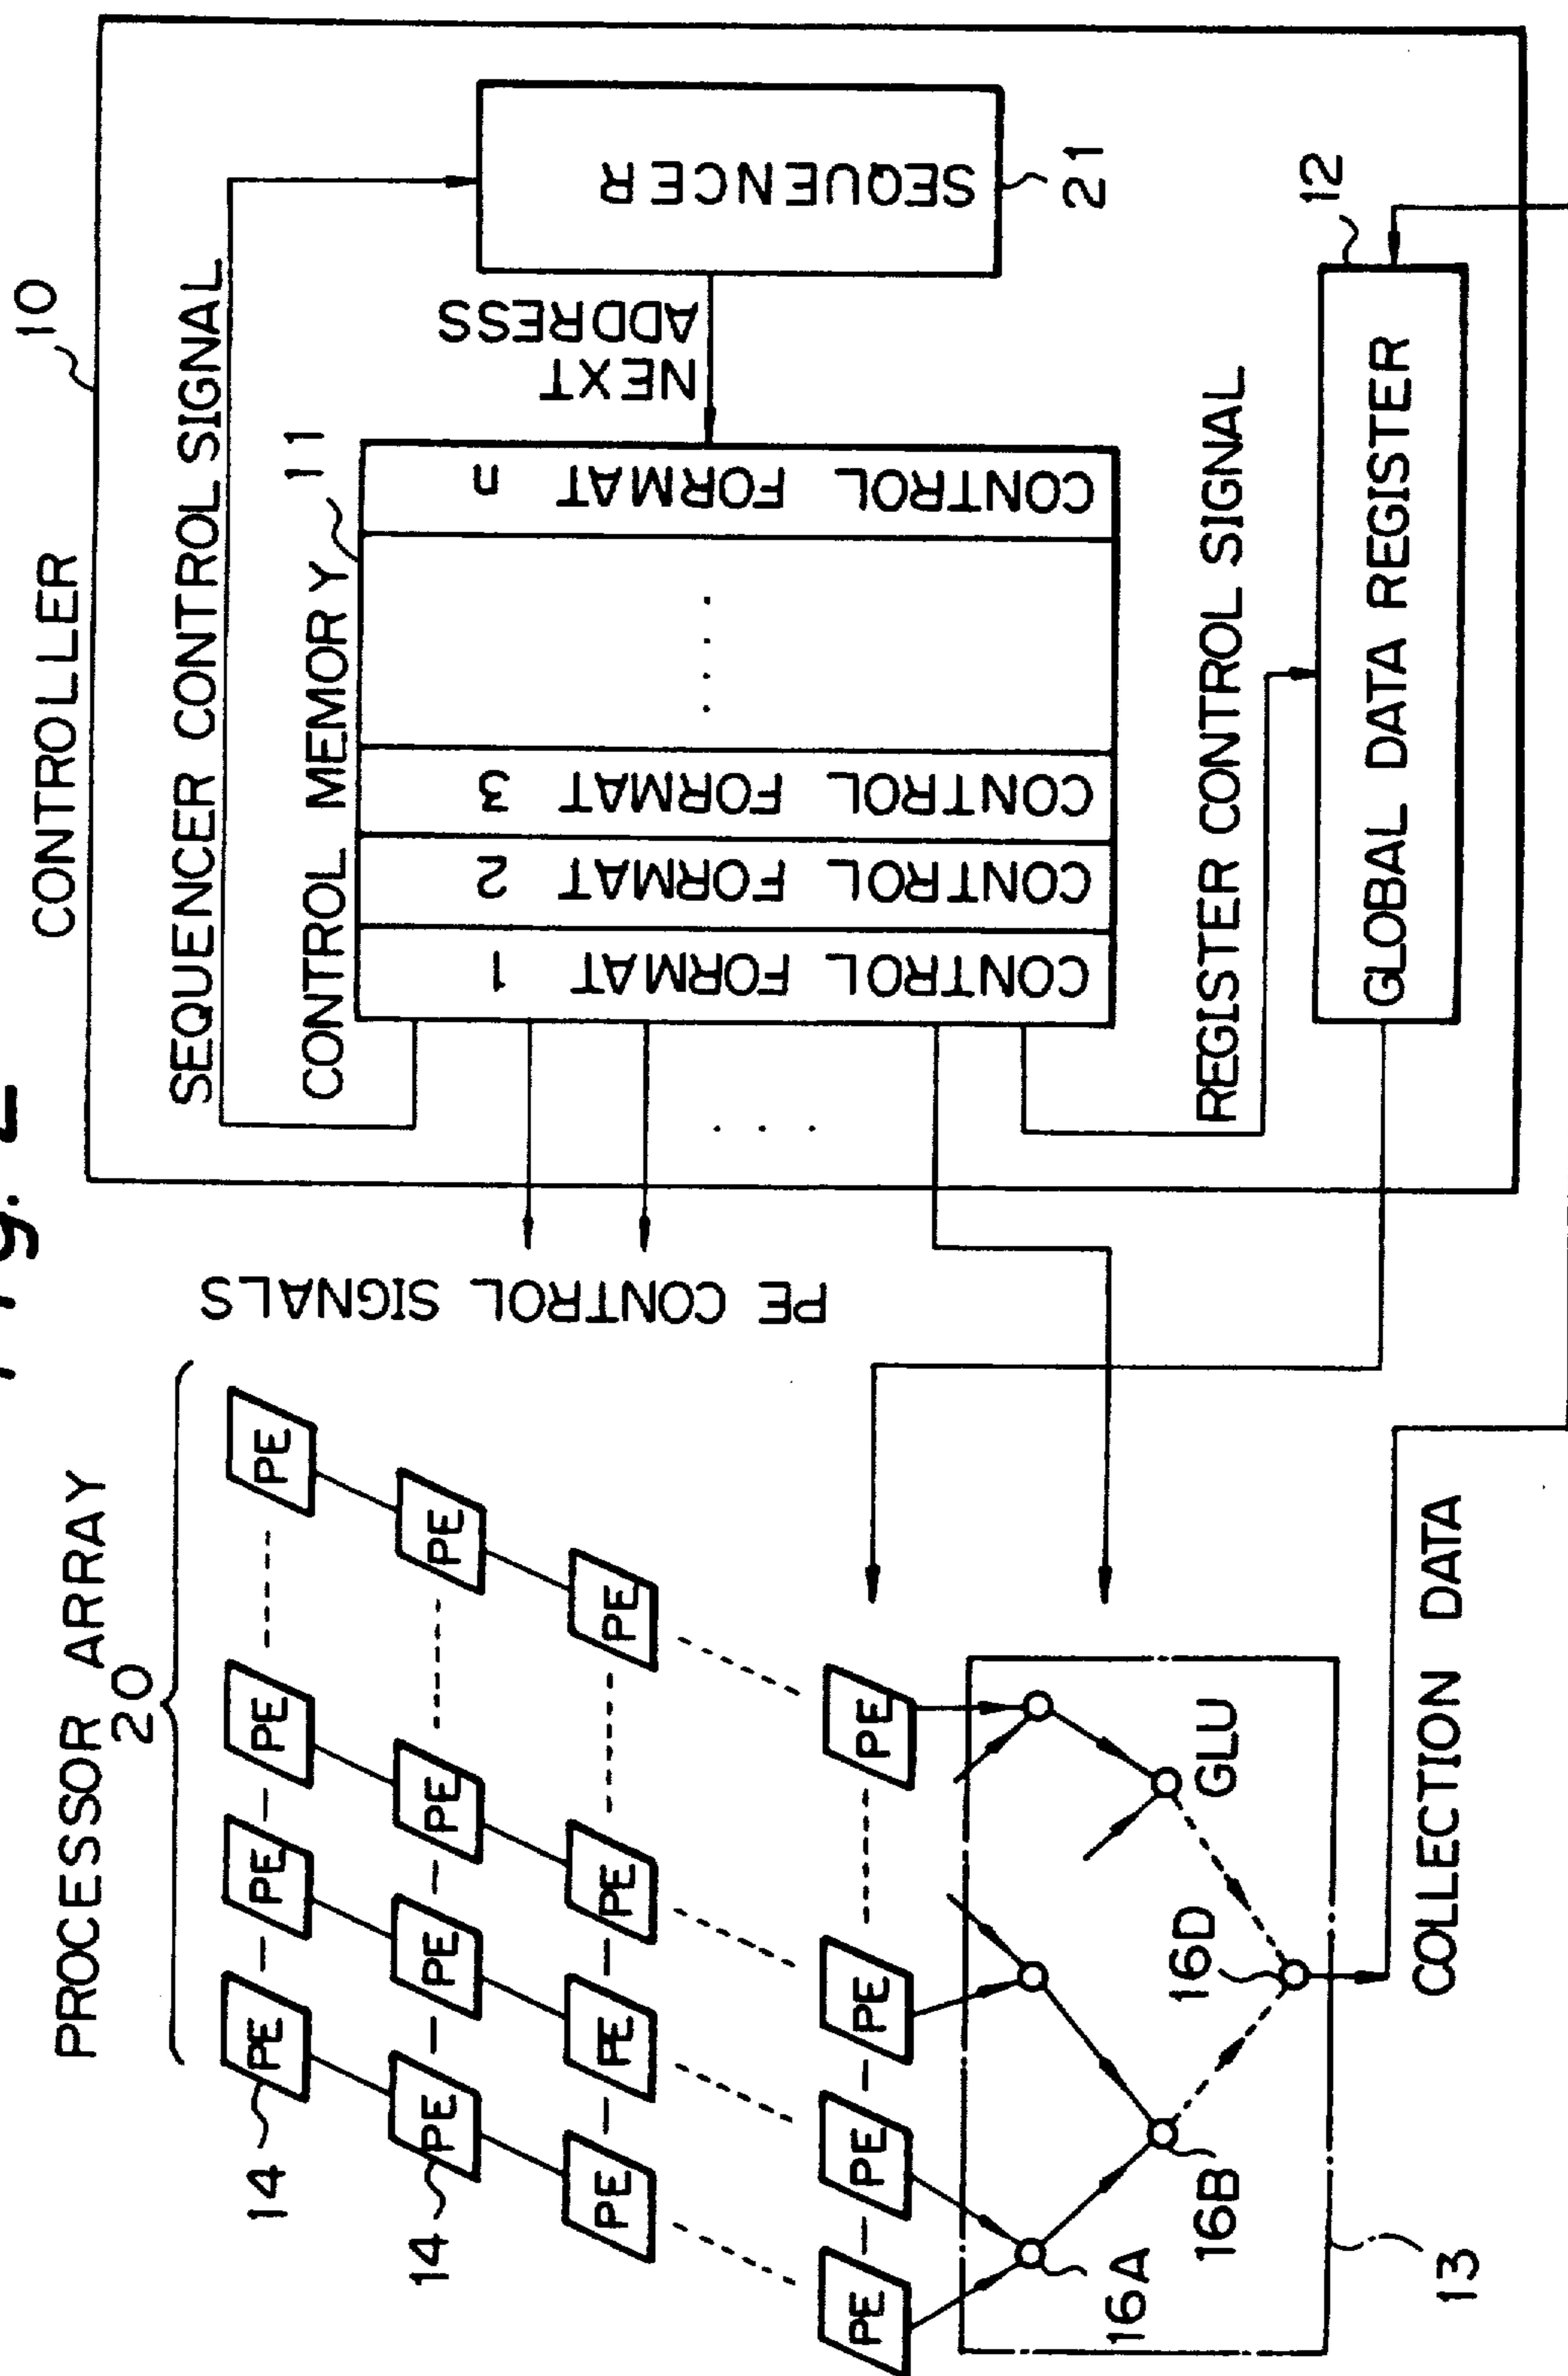 Fig. 2
CONTROLLER
10
SEQUENCER CONTROL SIGNAL
CONTROL MEMORY
11
CONTROL FORMAT 1
CONTROL FORMAT 2
CONTROL FORMAT 3
. . . .
CONTROL FORMAT n
NEXT
ADDRESS
SEQUENCER
21
REGISTER CONTROL SIGNAL
GLOBAL DATA REGISTER
12
. . .
PE CONTROL SIGNALS
PROCESSOR ARRAY
20
14
PE PE PE PE
14
PE PE PE PE
PE PE PE PE
PE PE PE PE
16A
16B
16D
GLU
13
COLLECTION DATA